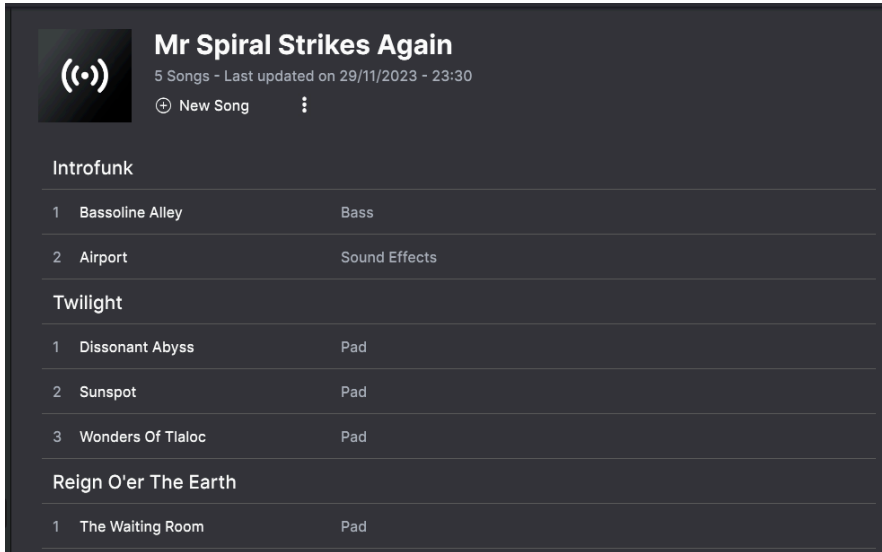 Mr Spiral Strikes Again
5 Songs - Last updated on 29/11/2023 - 23:30
New Song
Introfunk
1 Bassoline Alley Bass
2 Airport Sound Effects
Twilight
1 Dissonant Abyss Pad
2 Sunspot Pad
3 Wonders Of Tlaloc Pad
Reign O'er The Earth
1 The Waiting Room Pad